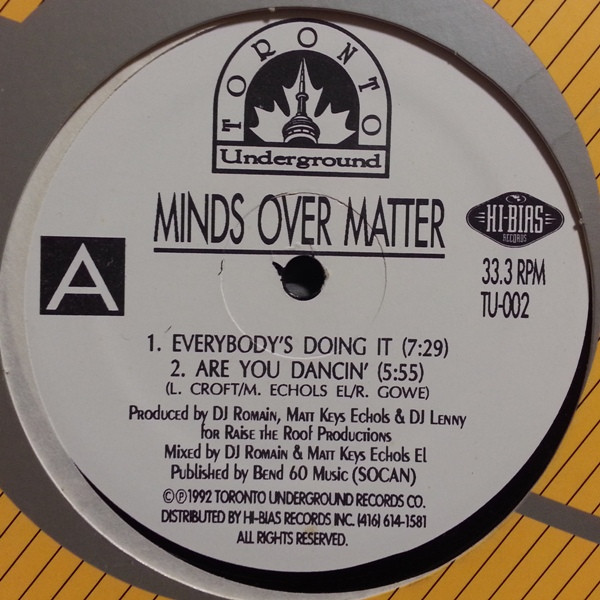 TORONTO
Underground
MINDS OVER MATTER
HI-BIAS
RECORDS
A
33.3 RPM
TU-002
1. EVERYBODY'S DOING IT (7:29)
2. ARE YOU DANCIN' (5:55)
(L. CROFT/M. ECHOLS EL/R. GOWE)
PRODUCED BY DJ ROMAIN, MATT KEYS ECHOLS & DJ LENNY
FOR RAISE THE ROOF PRODUCTIONS
MIXED BY DJ ROMAIN & MATT KEYS ECHOLS EL
PUBLISHED BY BEND 60 MUSIC (SOCAN)
©℗1992 TORONTO UNDERGROUND RECORDS CO.
DISTRIBUTED BY HI-BIAS RECORDS INC. (416) 614-1581
ALL RIGHTS RESERVED.